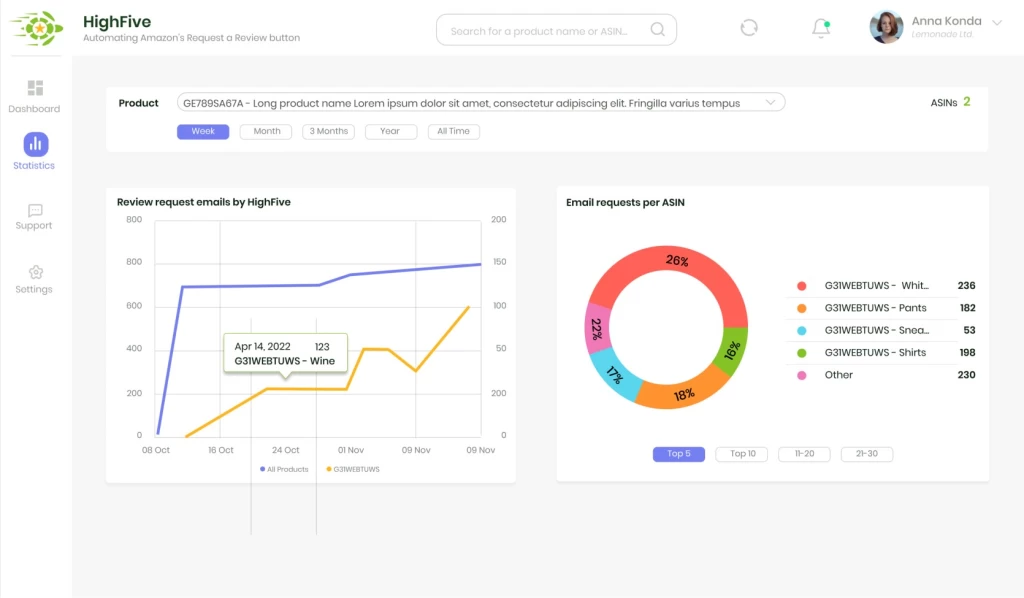 HighFive
Automating Amazon's Request a Review button
Search for a product name or ASIN...
Anna Konda
Lemonade Ltd.
Dashboard
Statistics
Support
Settings
Product
GE789SA67A - Long product name Lorem ipsum dolor sit amet, consectetur adipiscing elit. Fringilla varius tempus
ASINs 2
Week
Month
3 Months
Year
All Time
Review request emails by HighFive
800
800
600
400
200
0
200
150
100
50
200
0
Apr 14, 2022 123
G31WEBTUWS - Wine
08 Oct
16 Oct
24 Oct
01 Nov
09 Nov
09 Nov
All Products
G31WEBTUWS
Email requests per ASIN
26%
16%
18%
17%
22%
G31WEBTUWS - Whit... 236
G31WEBTUWS - Pants 182
G31WEBTUWS - Snea... 53
G31WEBTUWS - Shirts 198
Other 230
Top 5
Top 10
11-20
21-30